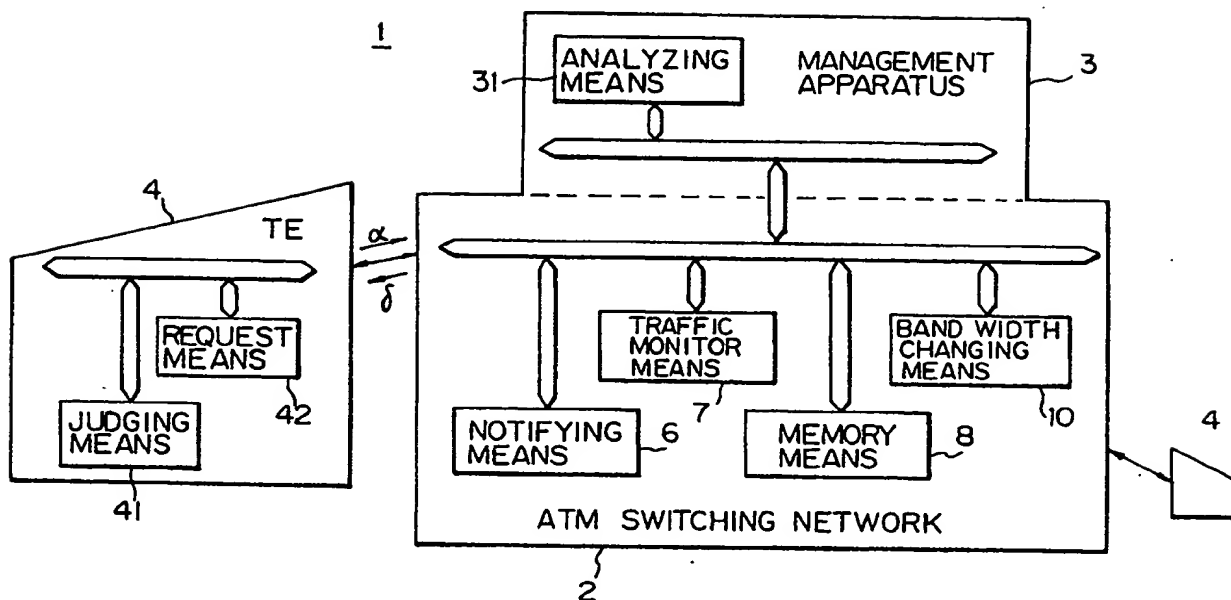 1
ANALYZING
MEANS
31
MANAGEMENT
APPARATUS
3
4
TE
α
δ
REQUEST
MEANS
42
JUDGING
MEANS
41
TRAFFIC
MONITOR
MEANS
7
BAND WIDTH
CHANGING
MEANS
10
NOTIFYING
MEANS
6
MEMORY
MEANS
8
4
ATM SWITCHING NETWORK
2